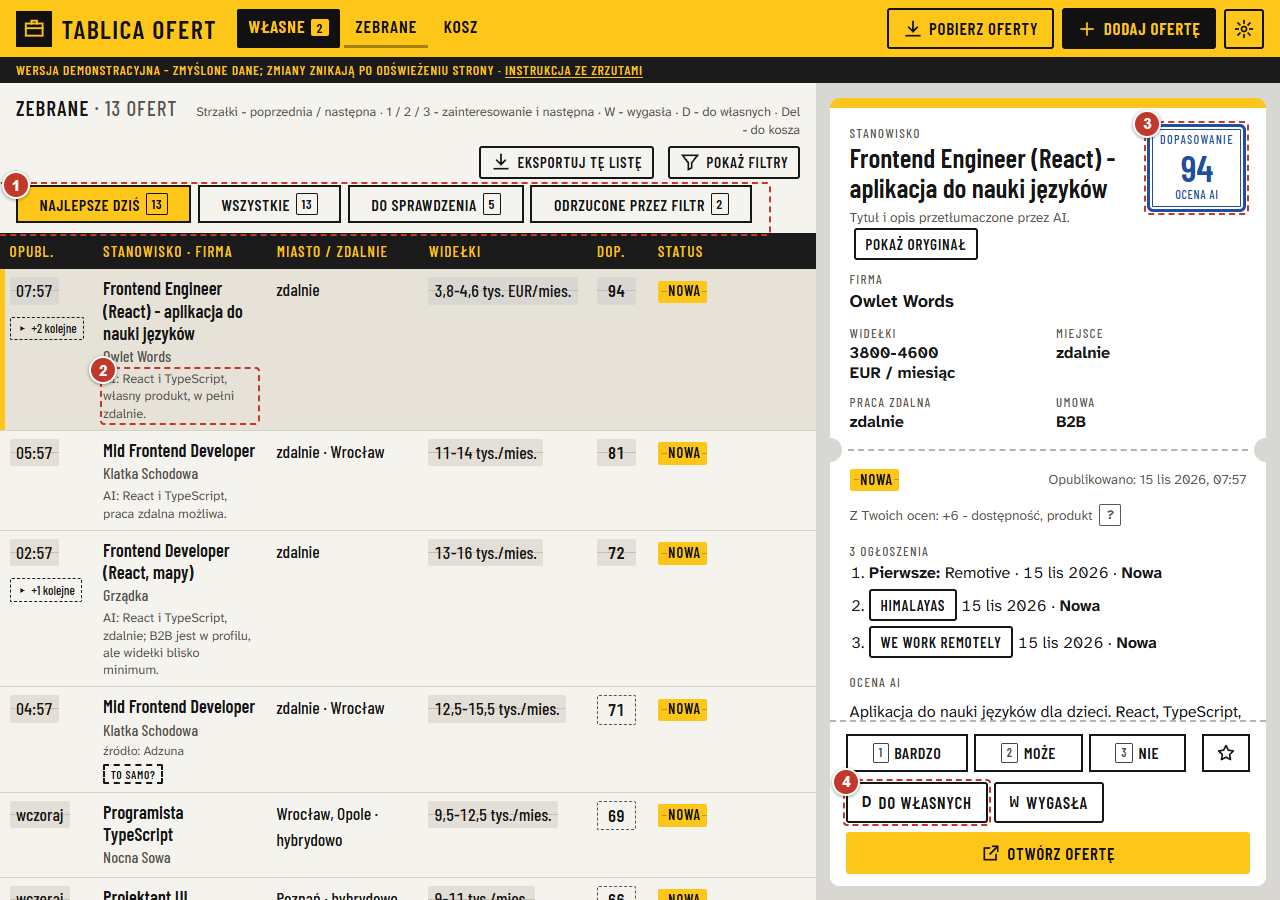 TABLICA OFERT
WŁASNE 2
ZEBRANE
KOSZ
POBIERZ OFERTY
DODAJ OFERTĘ
WERSJA DEMONSTRACYJNA – ZMYŚLONE DANE; ZMIANY ZNIKAJĄ PO ODŚWIEŻENIU STRONY · INSTRUKCJA ZE ZRZUTAMI
ZEBRANE · 13 OFERT
Strzałki - poprzednia / następna · 1 / 2 / 3 - zainteresowanie i następna · W - wygasła · D - do własnych · Del
- do kosza
EKSPORTUJ TĘ LISTĘ
POKAŻ FILTRY
1
NAJLEPSZE DZIŚ 13
WSZYSTKIE 13
DO SPRAWDZENIA 5
ODRZUCONE PRZEZ FILTR 2
OPUBL. STANOWISKO · FIRMA MIASTO / ZDALNIE WIDEŁKI DOP. STATUS
07:57
▸ +2 kolejne
Frontend Engineer
(React) - aplikacja do
nauki języków
Owlet Words
2
AI: React i TypeScript,
własny produkt, w pełni
zdalnie.
zdalnie
3,8-4,6 tys. EUR/mies.
94
NOWA
05:57
Mid Frontend Developer
Klatka Schodowa
AI: React i TypeScript,
praca zdalna możliwa.
zdalnie · Wrocław
11-14 tys./mies.
81
NOWA
02:57
▸ +1 kolejne
Frontend Developer
(React, mapy)
Grządka
AI: React i TypeScript,
zdalnie; B2B jest w profilu,
ale widełki blisko
minimum.
zdalnie
13-16 tys./mies.
72
NOWA
04:57
Mid Frontend Developer
Klatka Schodowa
źródło: Adzuna
TO SAMO?
zdalnie · Wrocław
12,5-15,5 tys./mies.
71
NOWA
wczoraj
Programista
TypeScript
Nocna Sowa
Wrocław, Opole ·
hybrydowo
9,5-12,5 tys./mies.
69
NOWA
wczoraj
Projektant UI
Poznań · hybrydowo
9-11 tys./mies.
66
NOWA
STANOWISKO
Frontend Engineer (React) -
aplikacja do nauki języków
Tytuł i opis przetłumaczone przez AI.
POKAŻ ORYGINAŁ
3
DOPASOWANIE
94
OCENA AI
FIRMA
Owlet Words
WIDEŁKI
3800-4600
EUR / miesiąc
MIEJSCE
zdalnie
PRACA ZDALNA
zdalnie
UMOWA
B2B
NOWA
Opublikowano: 15 lis 2026, 07:57
Z Twoich ocen: +6 - dostępność, produkt ?
3 OGŁOSZENIA
1. Pierwsze: Remotive · 15 lis 2026 · Nowa
2. HIMALAYAS 15 lis 2026 · Nowa
3. WE WORK REMOTELY 15 lis 2026 · Nowa
OCENA AI
Aplikacja do nauki języków dla dzieci. React, TypeScript,
1 BARDZO
2 MOŻE
3 NIE
4
D DO WŁASNYCH
W WYGASŁA
OTWÓRZ OFERTĘ